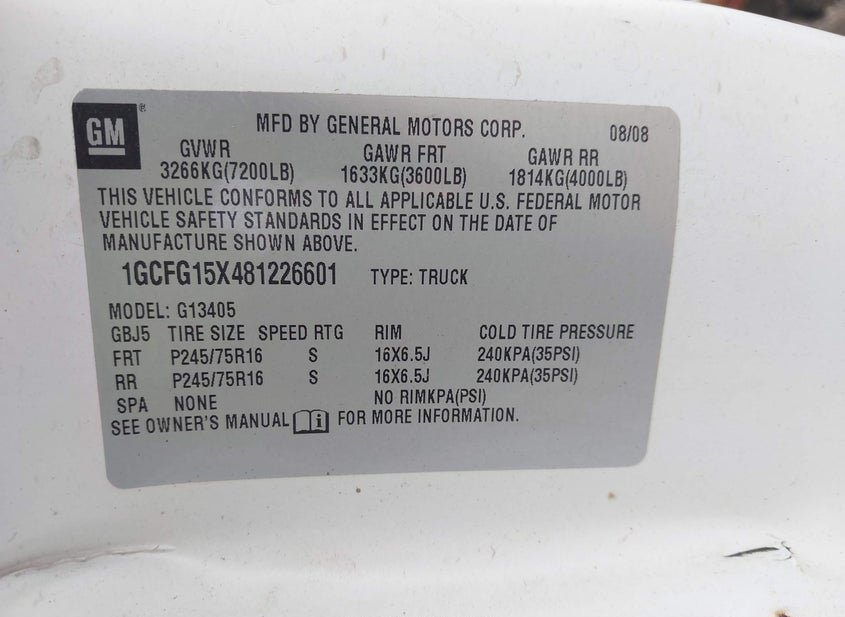 GM ®
MFD BY GENERAL MOTORS CORP. 08/08
GVWR GAWR FRT GAWR RR
3266KG(7200LB) 1633KG(3600LB) 1814KG(4000LB)
THIS VEHICLE CONFORMS TO ALL APPLICABLE U.S. FEDERAL MOTOR
VEHICLE SAFETY STANDARDS IN EFFECT ON THE DATE OF
MANUFACTURE SHOWN ABOVE.
1GCFG15X481226601 TYPE: TRUCK
MODEL: G13405
GBJ5 TIRE SIZE SPEED RTG RIM COLD TIRE PRESSURE
FRT P245/75R16 S 16X6.5J 240KPA(35PSI)
RR P245/75R16 S 16X6.5J 240KPA(35PSI)
SPA NONE NO RIMKPA(PSI)
SEE OWNER'S MANUAL i FOR MORE INFORMATION.